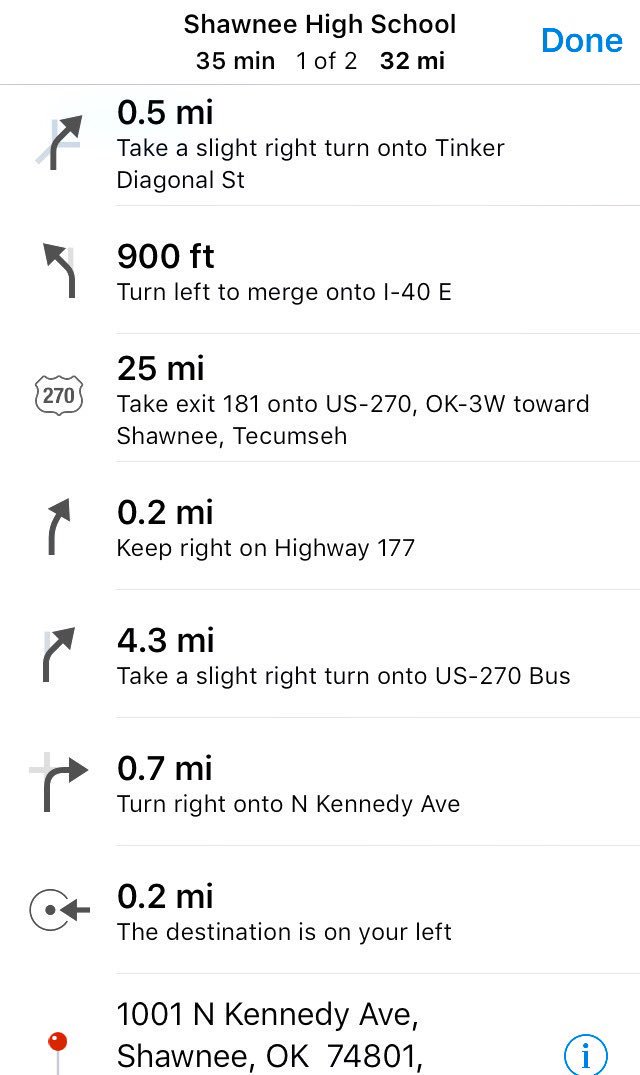 Shawnee High School
35 min 1 of 2 32 mi
Done
0.5 mi
Take a slight right turn onto Tinker
Diagonal St
900 ft
Turn left to merge onto I-40 E
270
25 mi
Take exit 181 onto US-270, OK-3W toward
Shawnee, Tecumseh
0.2 mi
Keep right on Highway 177
4.3 mi
Take a slight right turn onto US-270 Bus
0.7 mi
Turn right onto N Kennedy Ave
0.2 mi
The destination is on your left
1001 N Kennedy Ave,
Shawnee, OK 74801,